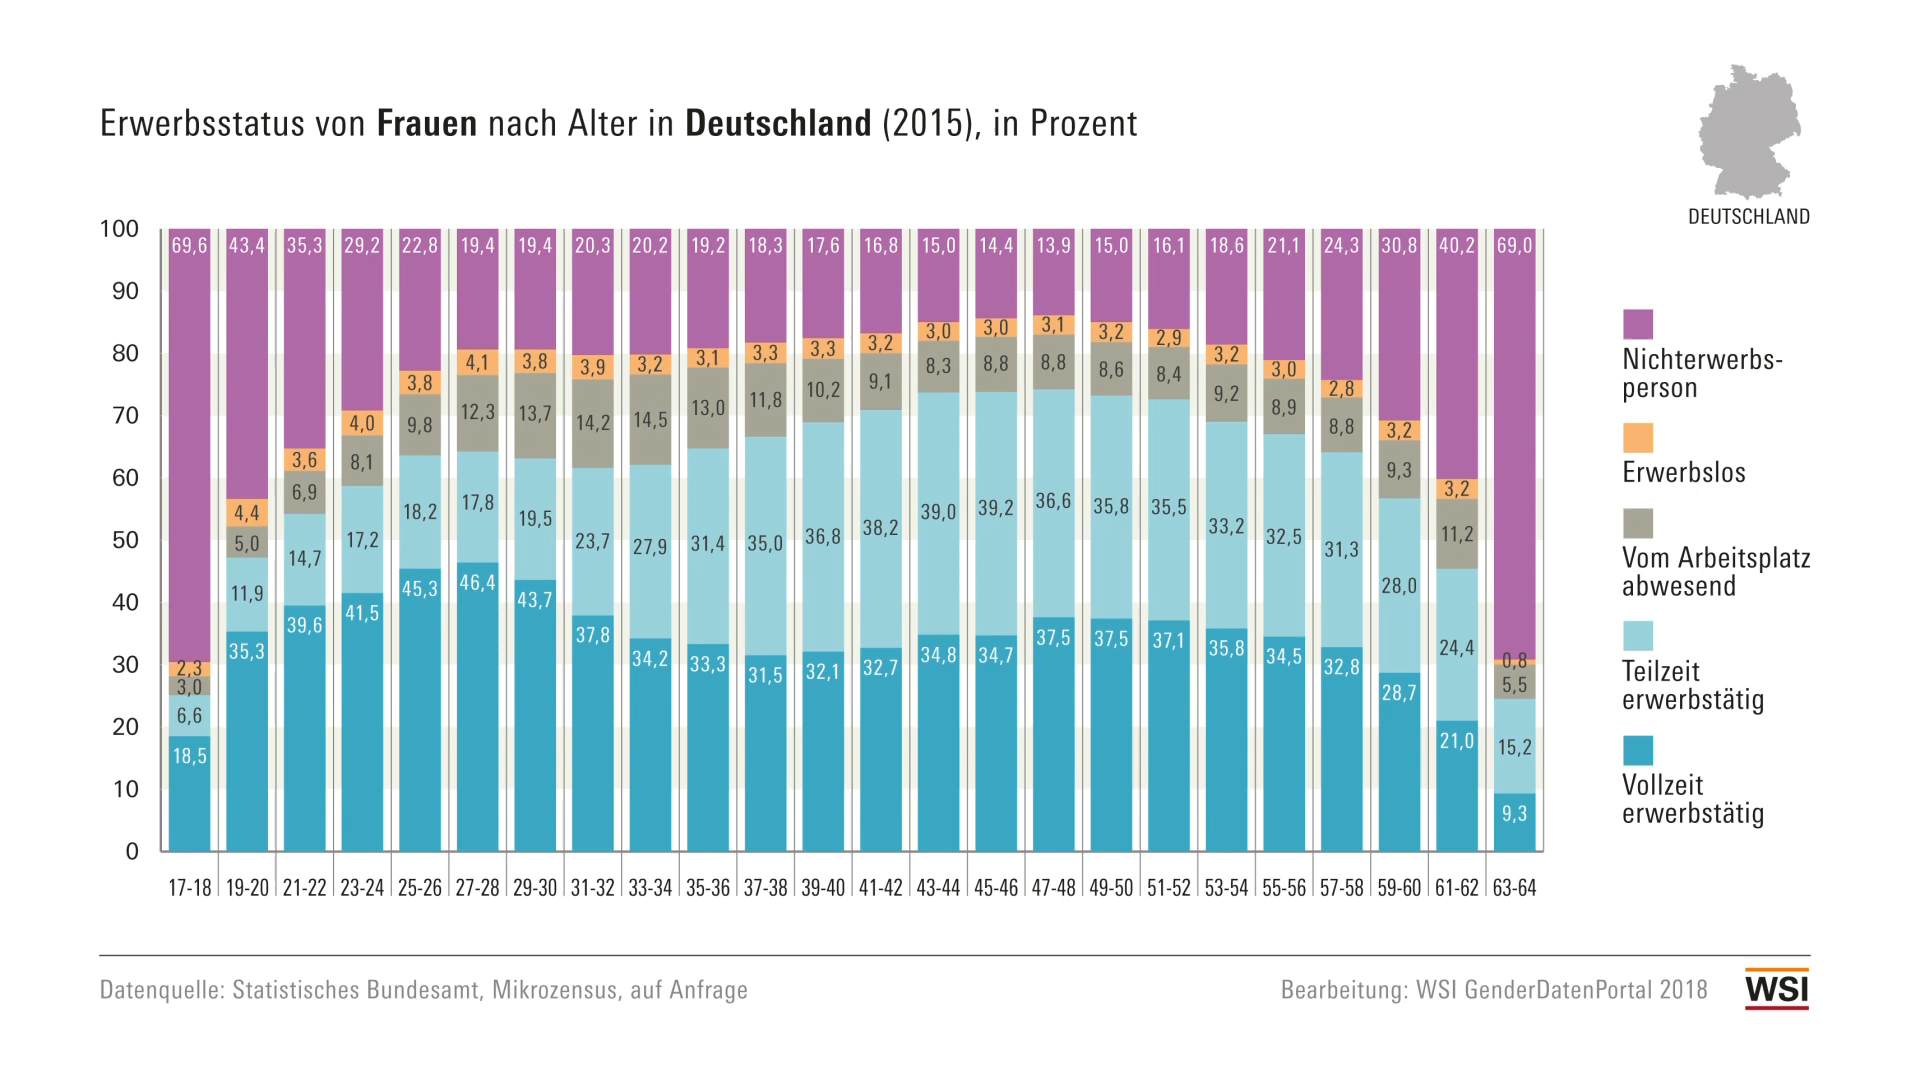 Erwerbsstatus von Frauen nach Alter in Deutschland (2015), in Prozent
DEUTSCHLAND
100
90
80
70
60
50
40
30
20
10
0
69,6 43,4 35,3 29,2 22,8 19,4 19,4 20,3 20,2 19,2 18,3 17,6 16,8 15,0 14,4 13,9 15,0 16,1 18,6 21,1 24,3 30,8 40,2 69,0
2,3 4,4 3,6 4,0 3,8 4,1 3,8 3,9 3,2 3,1 3,3 3,3 3,2 3,0 3,0 3,1 3,2 2,9 3,2 3,0 2,8 3,2 3,2 0,8
3,0 5,0 6,9 8,1 9,8 12,3 13,7 14,2 14,5 13,0 11,8 10,2 9,1 8,3 8,8 8,8 8,6 8,4 9,2 8,9 8,8 9,3 11,2 5,5
6,6 11,9 14,7 17,2 18,2 17,8 19,5 23,7 27,9 31,4 35,0 36,8 38,2 39,0 39,2 36,6 35,8 35,5 33,2 32,5 31,3 28,0 24,4 15,2
18,5 35,3 39,6 41,5 45,3 46,4 43,7 37,8 34,2 33,3 31,5 32,1 32,7 34,8 34,7 37,5 37,5 37,1 35,8 34,5 32,8 28,7 21,0 9,3
17-18 19-20 21-22 23-24 25-26 27-28 29-30 31-32 33-34 35-36 37-38 39-40 41-42 43-44 45-46 47-48 49-50 51-52 53-54 55-56 57-58 59-60 61-62 63-64
Nichterwerbs-
person
Erwerbslos
Vom Arbeitsplatz
abwesend
Teilzeit
erwerbstätig
Vollzeit
erwerbstätig
Datenquelle: Statistisches Bundesamt, Mikrozensus, auf Anfrage
Bearbeitung: WSI GenderDatenPortal 2018
WSI